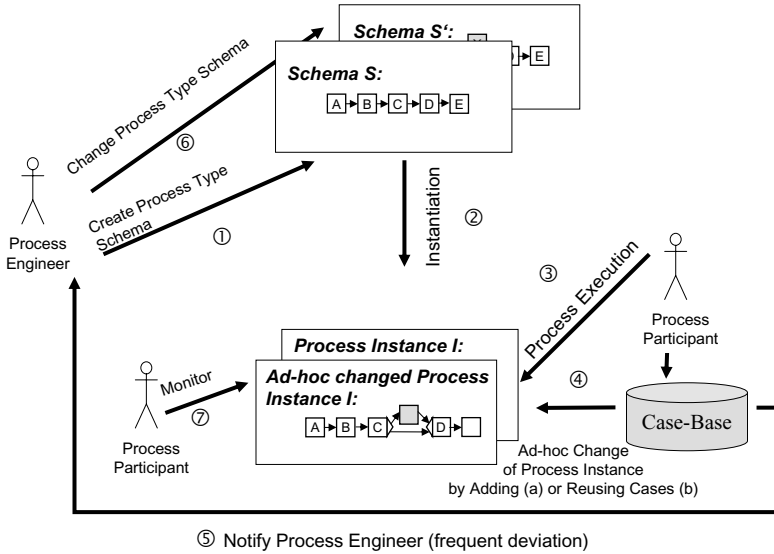 Schema S‘:
E
Schema S:
A B C D E
Change Process Type Schema
⑥
Create Process Type
Schema
①
Process
Engineer
Instantiation
②
③
Process Execution
Process
Participant
Process Instance I:
Ad-hoc changed Process
Instance I:
A B C D
Monitor
⑦
Process
Participant
④
Case-Base
Ad-hoc Change
of Process Instance
by Adding (a) or Reusing Cases (b)
⑤ Notify Process Engineer (frequent deviation)